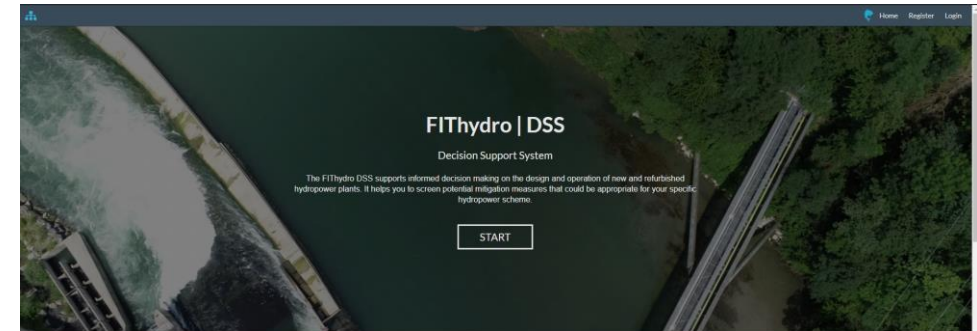 Home Register Login
FIThydro | DSS
Decision Support System
The FIThydro DSS supports informed decision making on the design and operation of new and refurbished
hydropower plants. It helps you to screen potential mitigation measures that could be appropriate for your specific
hydropower scheme.
START